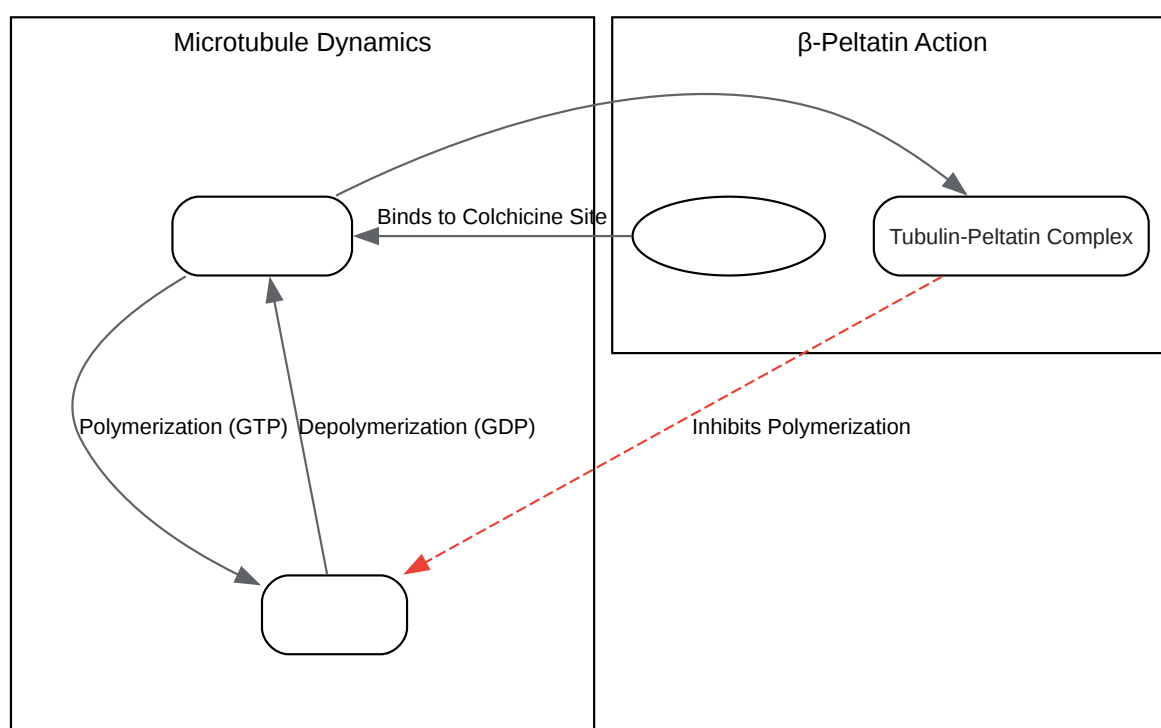 Microtubule Dynamics
β-Peltatin Action
Binds to Colchicine Site
Tubulin-Peltatin Complex
Polymerization (GTP)
Depolymerization (GDP)
Inhibits Polymerization